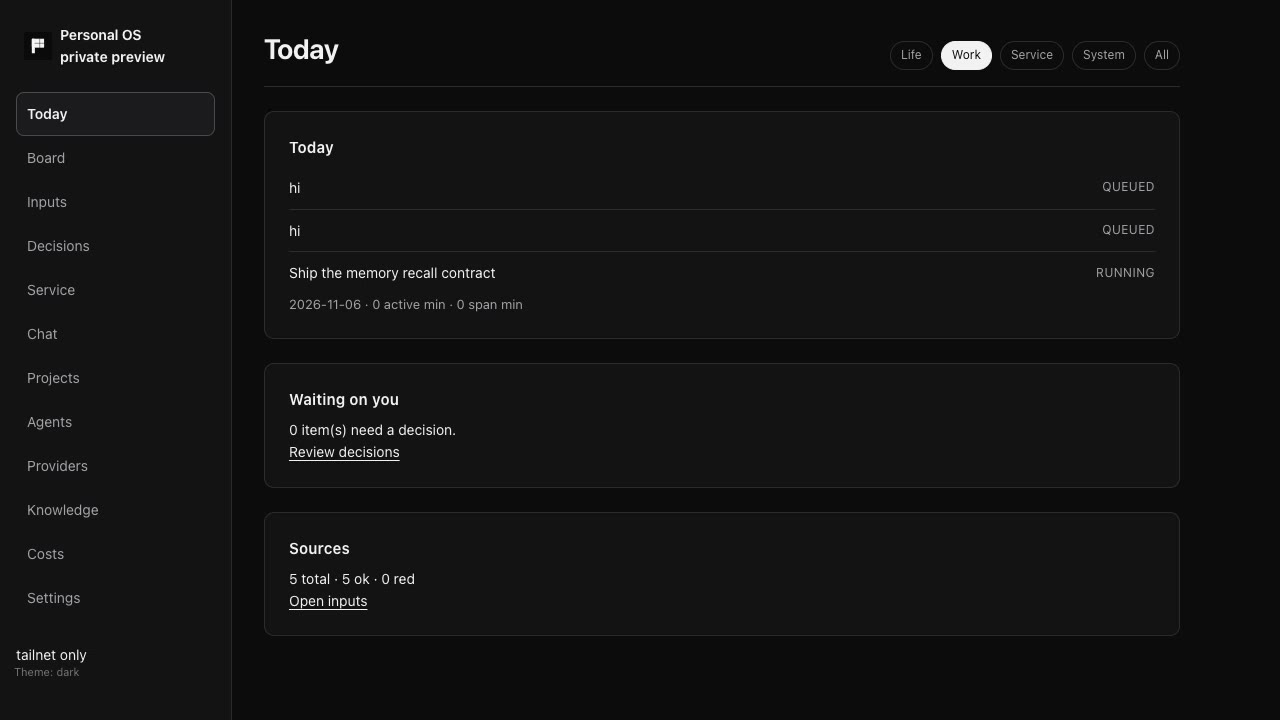 Personal OS
private preview
Today
Board
Inputs
Decisions
Service
Chat
Projects
Agents
Providers
Knowledge
Costs
Settings
tailnet only
Theme: dark
Today
Life
Work
Service
System
All
Today
hi QUEUED
hi QUEUED
Ship the memory recall contract RUNNING
2026-11-06 · 0 active min · 0 span min
Waiting on you
0 item(s) need a decision.
Review decisions
Sources
5 total · 5 ok · 0 red
Open inputs